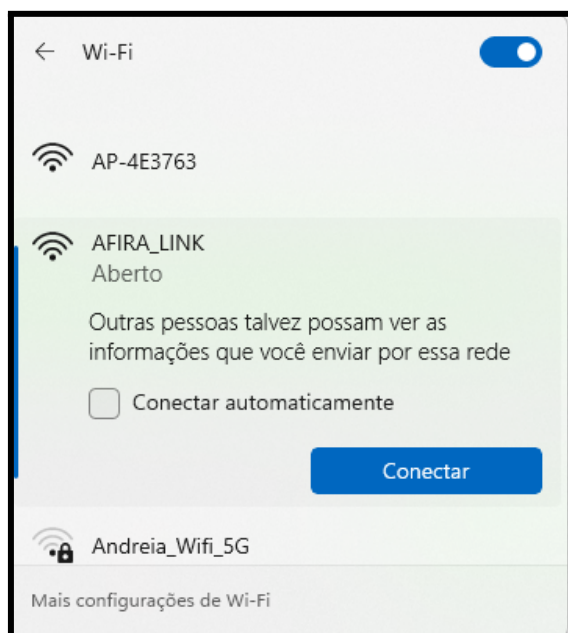 Wi-Fi
AP-4E3763
AFIRA_LINK
Aberto
Outras pessoas talvez possam ver as
informações que você enviar por essa rede
Conectar automaticamente
Conectar
Andreia_Wifi_5G
Mais configurações de Wi-Fi